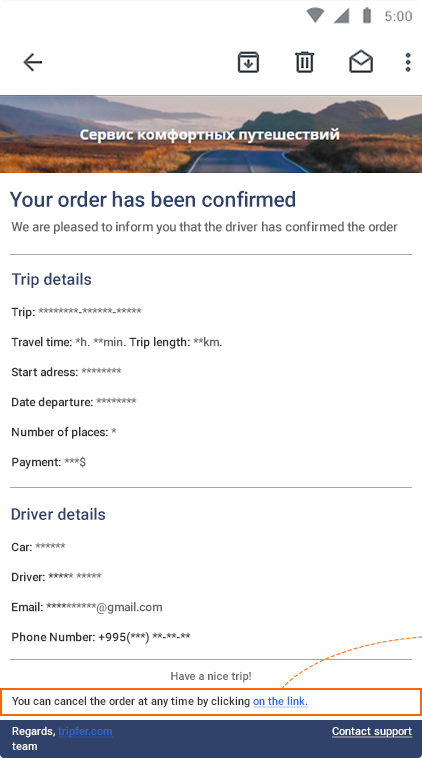 5:00
Сервис комфортных путешествий
Your order has been confirmed
We are pleased to inform you that the driver has confirmed the order
Trip details
Trip: ********-******-*****
Travel time: *h. **min. Trip length: **km.
Start adress: ********
Date departure: ********
Number of places: *
Payment: ***$
Driver details
Car: ******
Driver: ***** *****
Email: **********@gmail.com
Phone Number: +995(***) **-**-**
Have a nice trip!
You can cancel the order at any time by clicking on the link.
Regards, tripfer.com Contact support
team